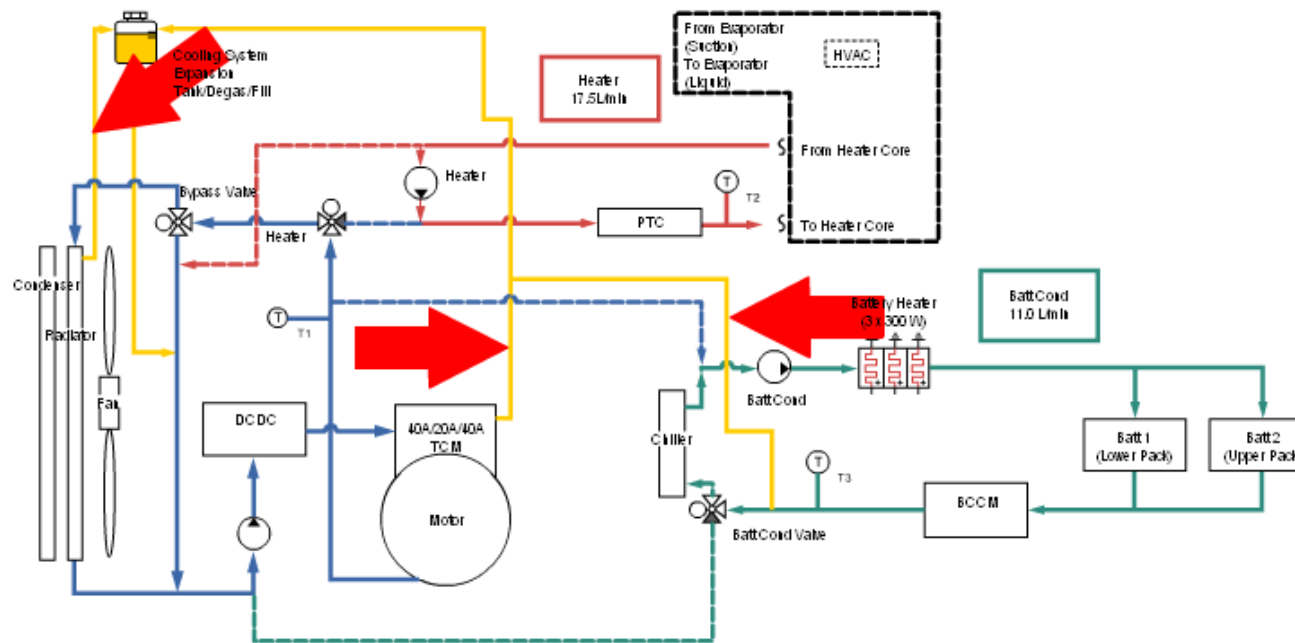 From Evaporator
(Suction)
To Evaporator
(Liquid)
HVAC
Cooling System
Expansion
Tank/Degas/Fill
Heater
17.5L/min
From Heater Core
Heater
Bypass Valve
T
T2
PTC
To Heater Core
Heater
Condenser
Radiator
Fan
T
T1
Battery Heater
(3 x 300 W)
BattCond
11.0 L/min
BattCond
DCDC
40A/20A/40A
TCM
Motor
Chiller
T
T3
Batt1
(Lower Pack)
Batt2
(Upper Pack
BCCM
BattCond Valve